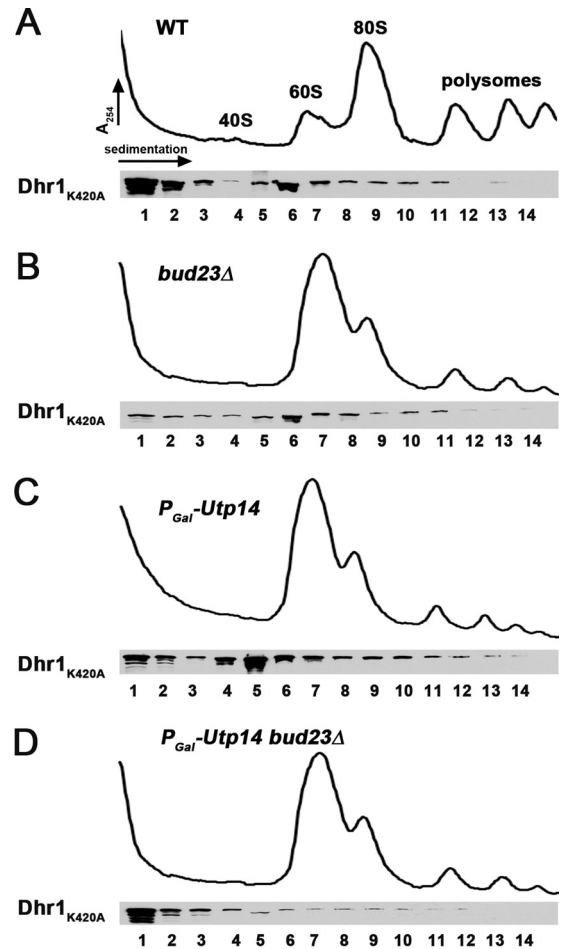 A
WT
80S
60S
polysomes
40S
A254
sedimentation
Dhr1K420A
1 2 3 4 5 6 7 8 9 10 11 12 13 14
B
bud23Δ
Dhr1K420A
1 2 3 4 5 6 7 8 9 10 11 12 13 14
C
PGal-Utp14
Dhr1K420A
1 2 3 4 5 6 7 8 9 10 11 12 13 14
D
PGal-Utp14 bud23Δ
Dhr1K420A
1 2 3 4 5 6 7 8 9 10 11 12 13 14